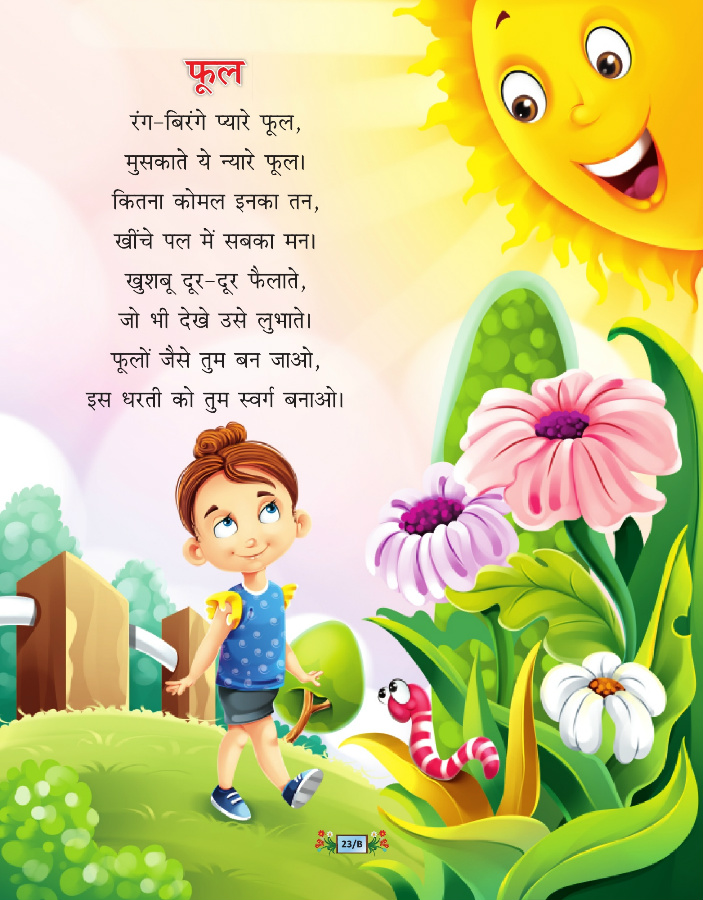 फूल
रंग-बिरंगे प्यारे फूल,
मुसकाते ये न्यारे फूल।
कितना कोमल इनका तन,
खींचे पल में सबका मन।
खुशबू दूर-दूर फैलाते,
जो भी देखे उसे लुभाते।
फूलों जैसे तुम बन जाओ,
इस धरती को तुम स्वर्ग बनाओ।
23/B